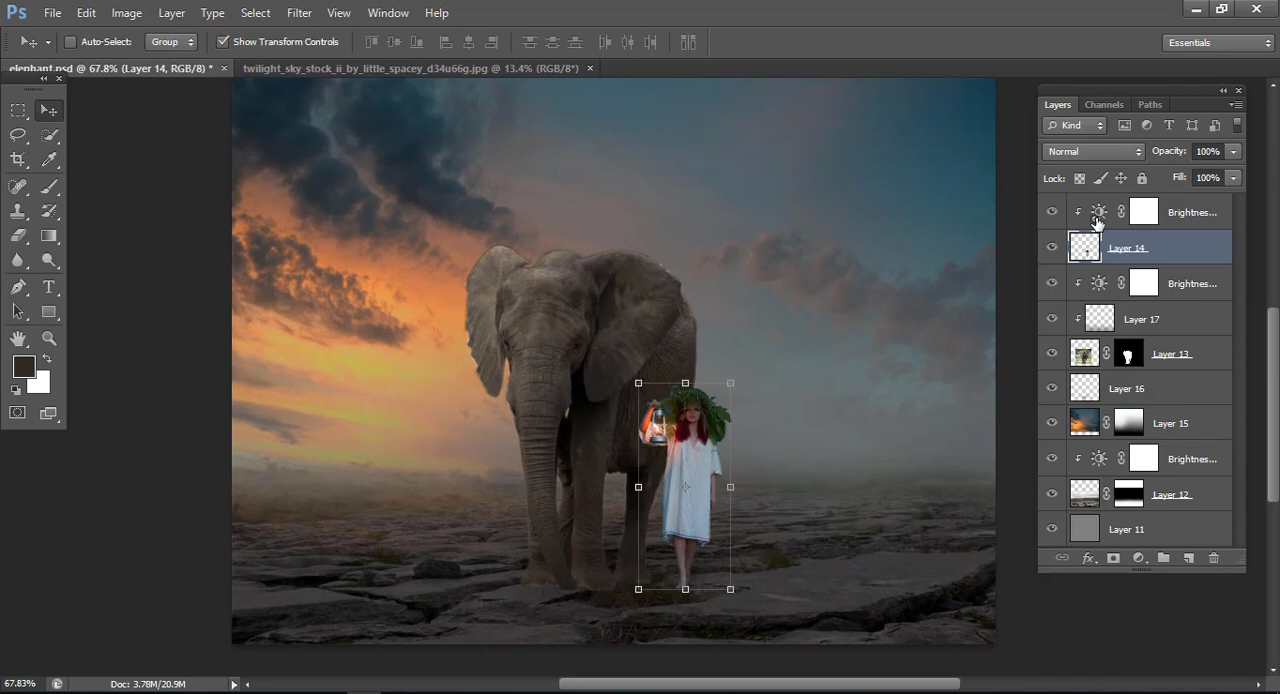 Ps File Edit Image Layer Type Select Filter View Window Help
Auto-Select: Group Show Transform Controls Essentials
elephant.psd @ 67.8% (Layer 14, RGB/8) * × twilight_sky_stock_ii_by_little_spacey_d34u66g.jpg @ 13.4% (RGB/8*) ×
Layers Channels Paths
Kind
Normal Opacity: 100%
Lock: Fill: 100%
Brightnes...
Layer 14
Brightnes...
Layer 17
Layer 13
Layer 16
Layer 15
Brightnes...
Layer 12
Layer 11
fx
67.83% Doc: 3.78M/20.9M